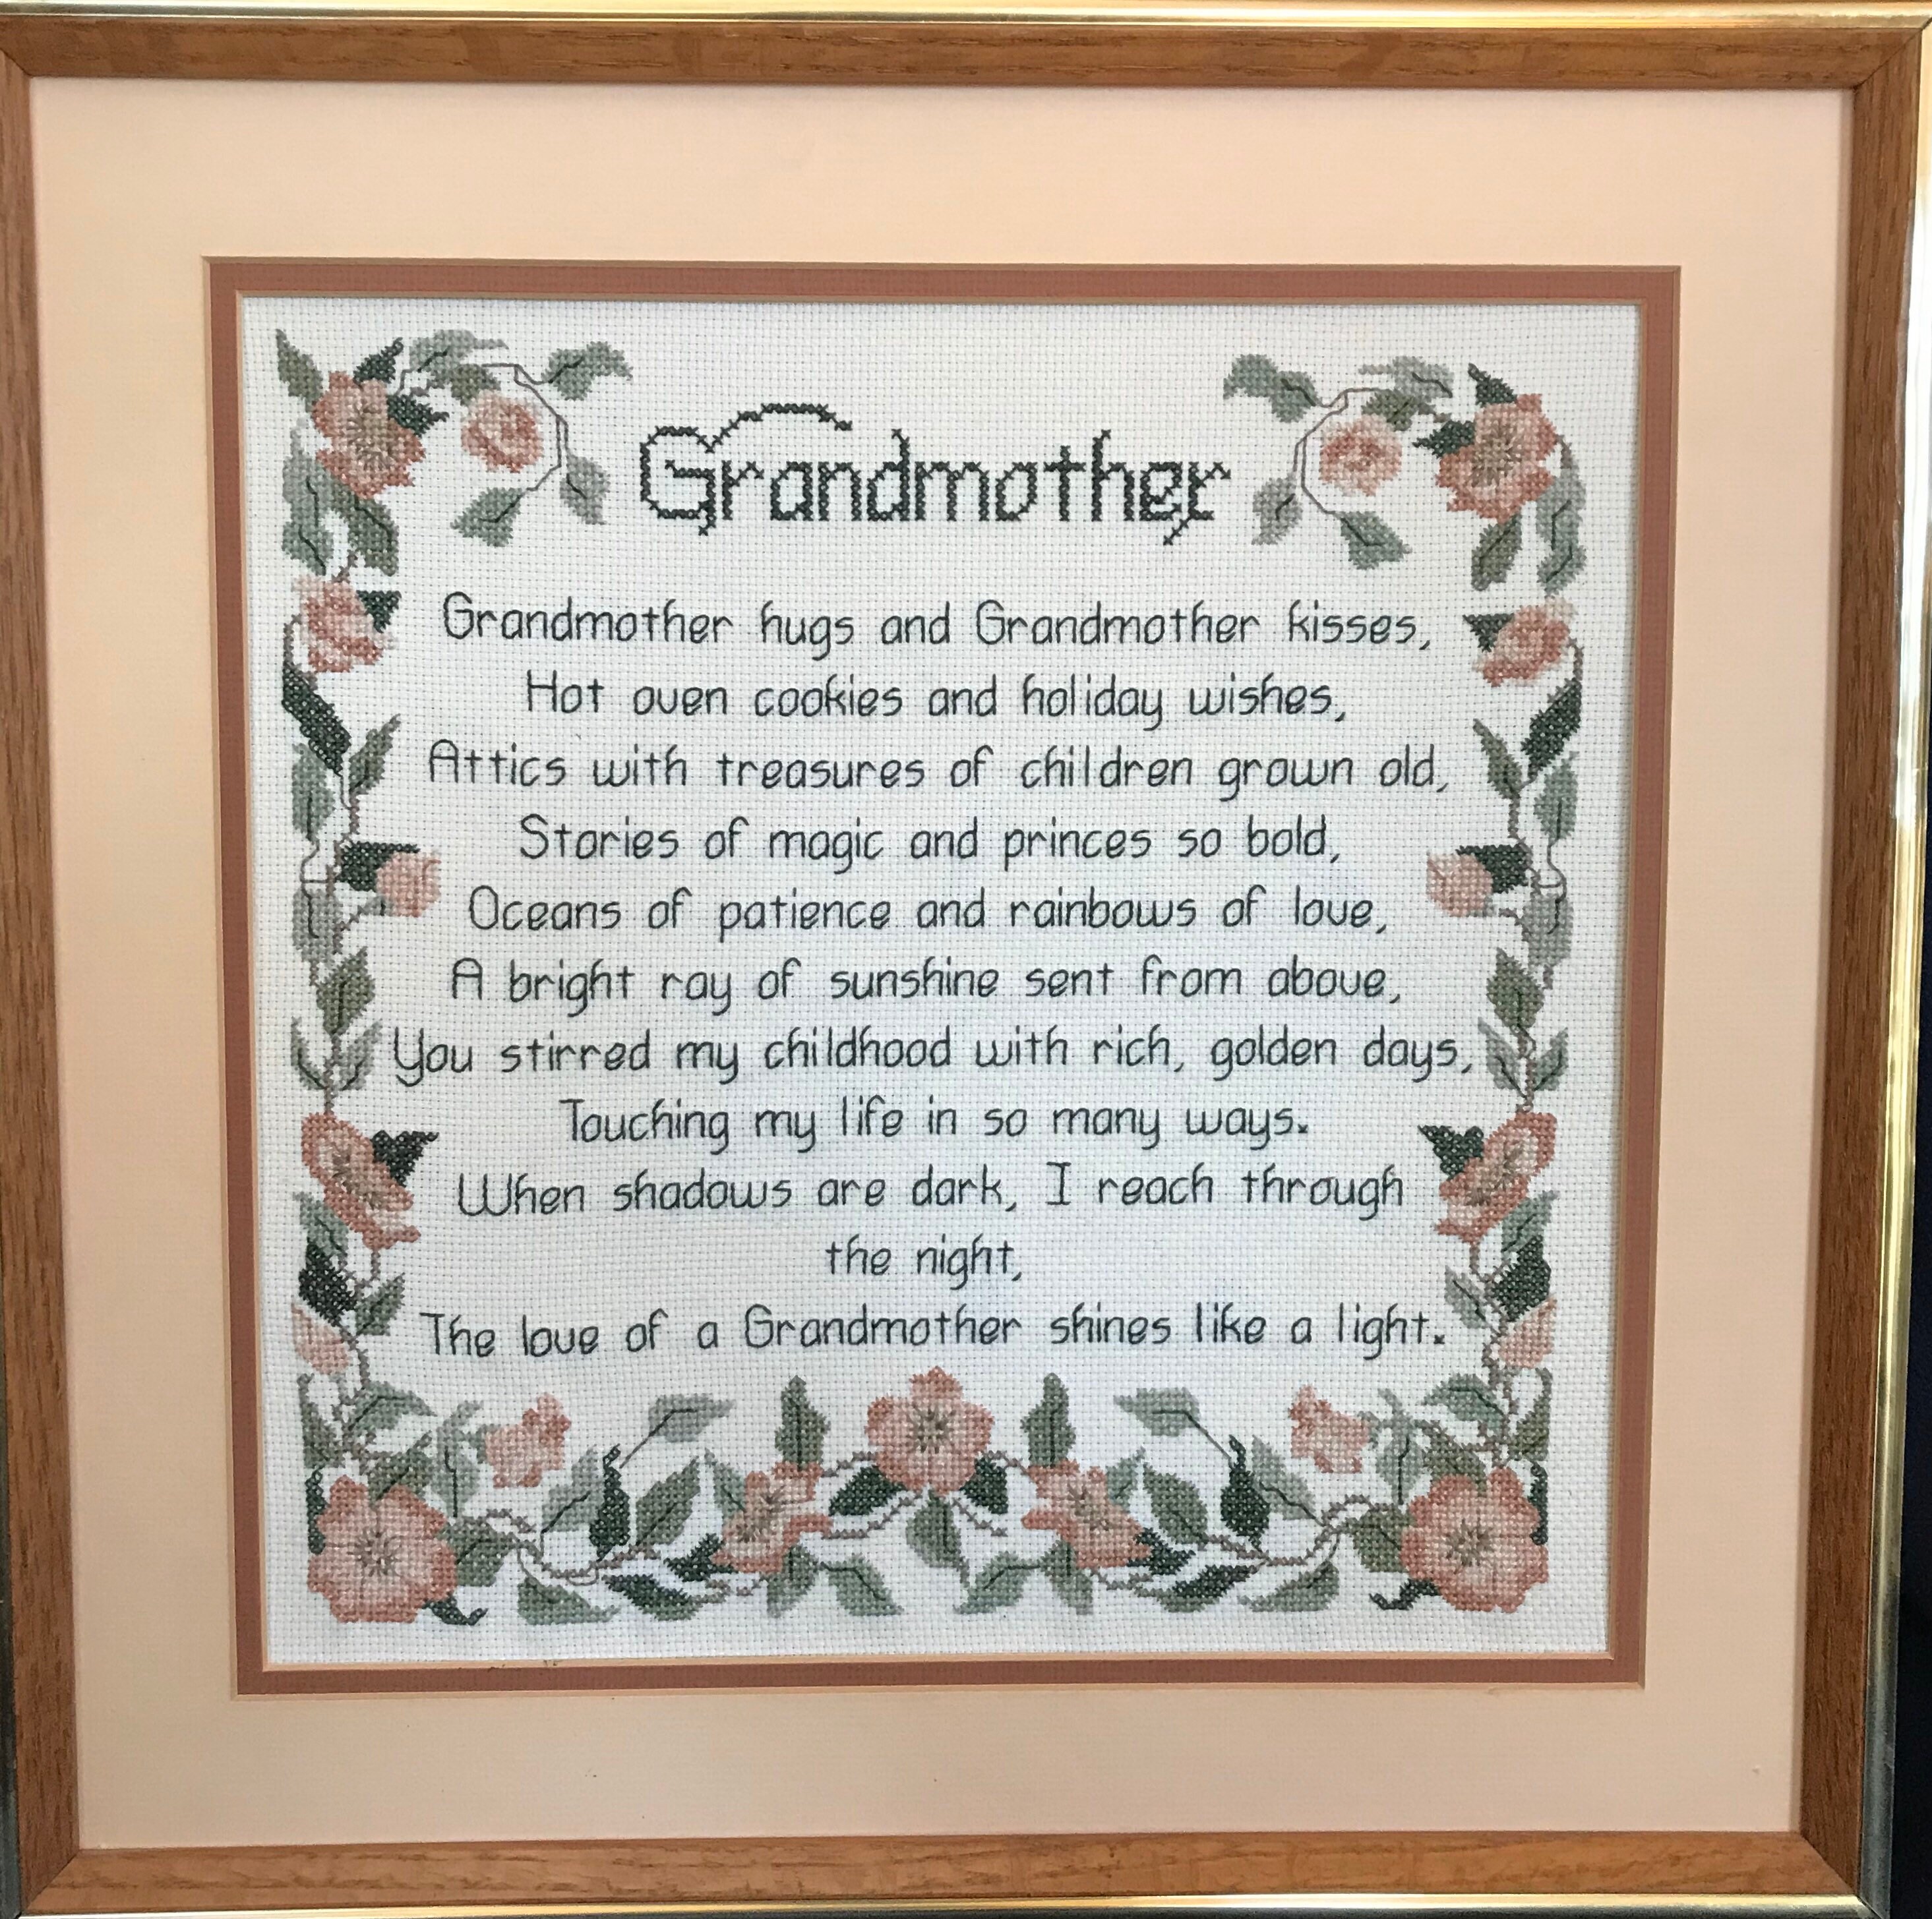 Grandmother
Grandmother hugs and Grandmother kisses,
Hot oven cookies and holiday wishes,
Attics with treasures of children grown old,
Stories of magic and princes so bold,
Oceans of patience and rainbows of love,
A bright ray of sunshine sent from above,
You stirred my childhood with rich, golden days,
Touching my life in so many ways.
When shadows are dark, I reach through
the night,
The love of a Grandmother shines like a light.